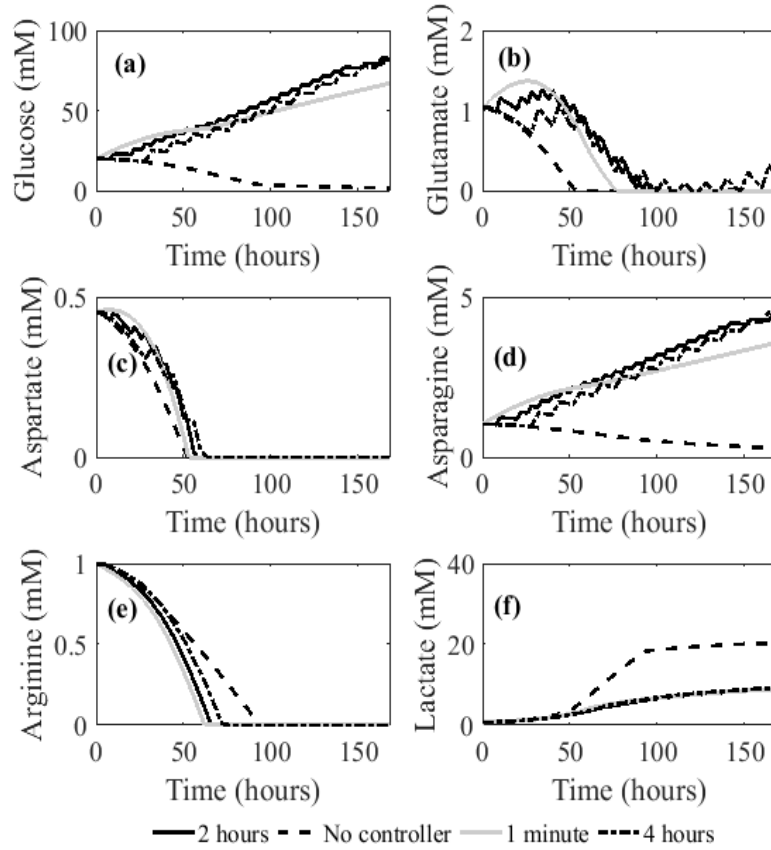 Glucose (mM)
100
50
0
(a)
0 50 100 150
Time (hours)
Glutamate (mM)
2
1
0
(b)
0 50 100 150
Time (hours)
Aspartate (mM)
0.5
0
(c)
0 50 100 150
Time (hours)
Asparagine (mM)
5
0
(d)
0 50 100 150
Time (hours)
Arginine (mM)
1
0.5
0
(e)
0 50 100 150
Time (hours)
Lactate (mM)
40
20
0
(f)
0 50 100 150
Time (hours)
2 hours No controller 1 minute 4 hours